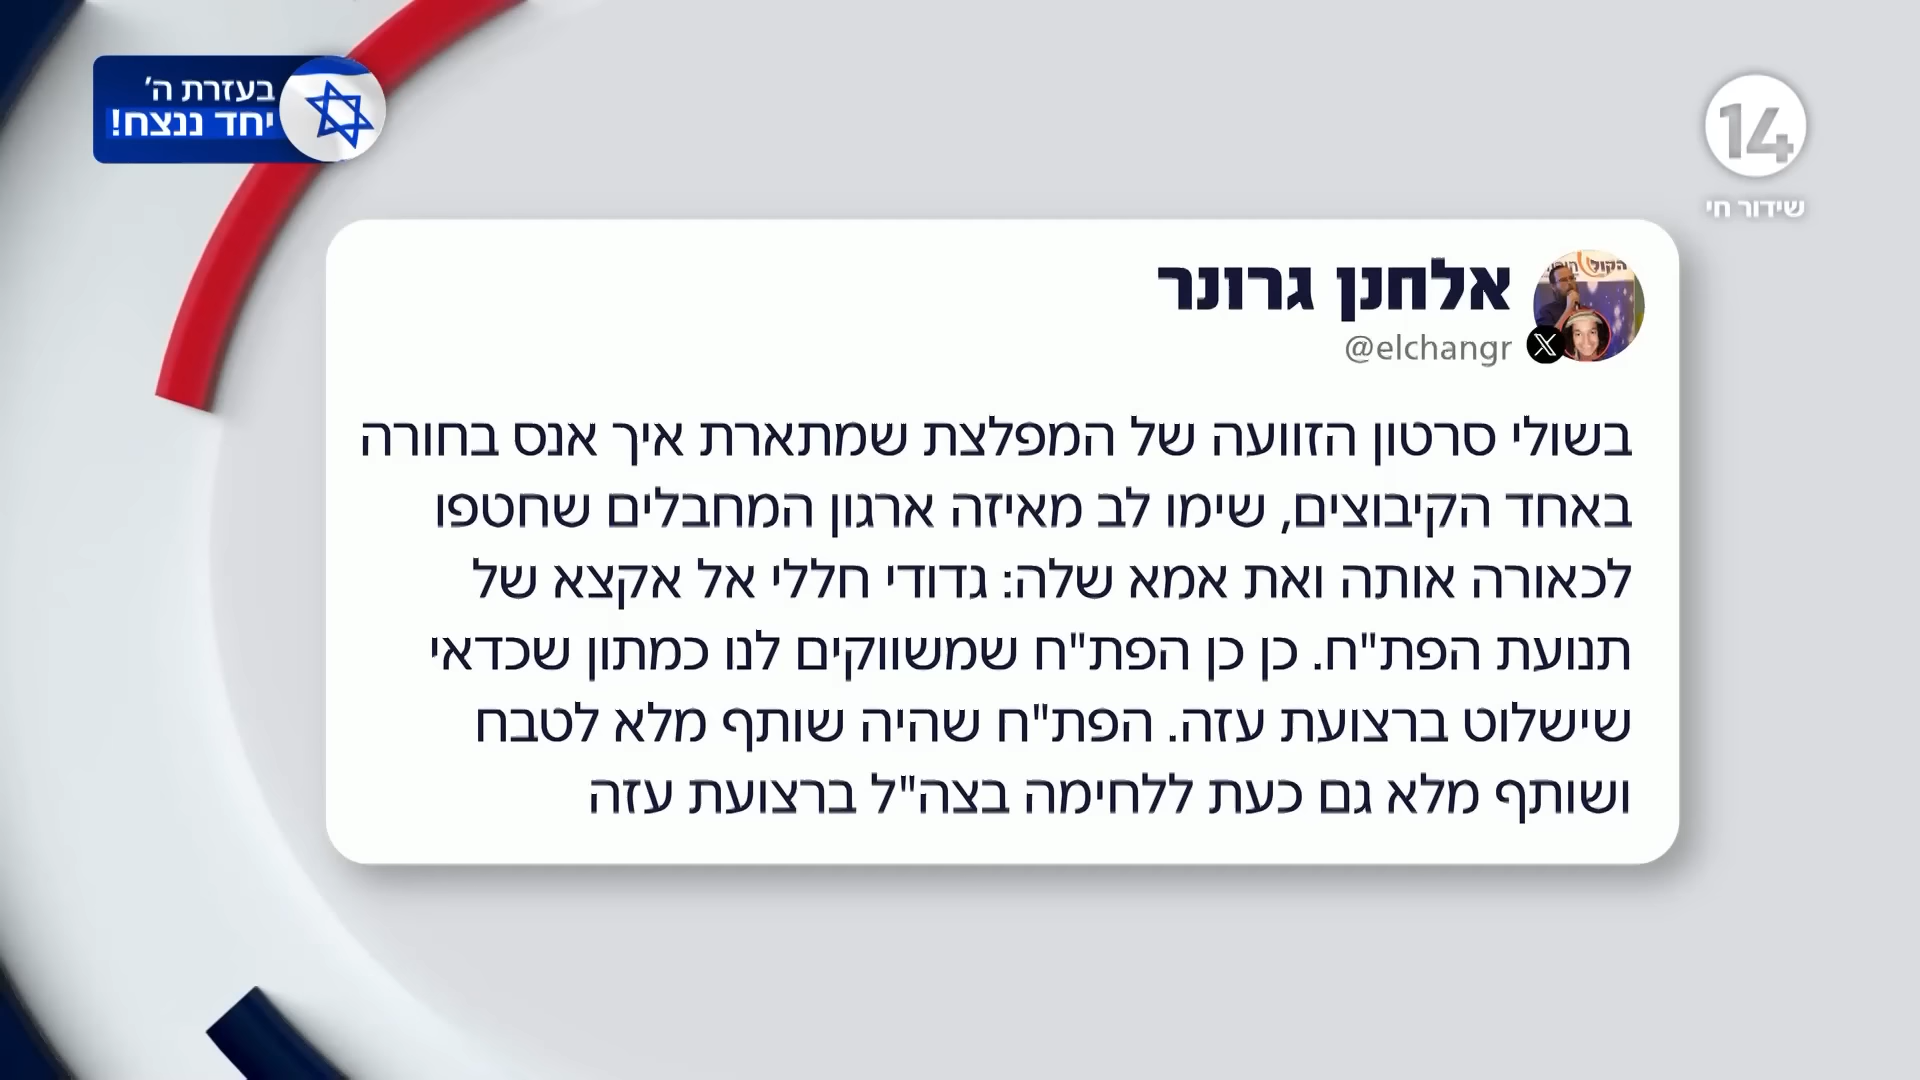 בעזרת ה'
יחד ננצח!
14
שידור חי
אלחנן גרונר
@elchangr
בשולי סרטון הזוועה של המפלצת שמתארת איך אנס בחורה
באחד הקיבוצים, שימו לב מאיזה ארגון המחבלים שחטפו
לכאורה אותה ואת אמא שלה: גדודי חללי אל אקצא של
תנועת הפת"ח. כן כן הפת"ח שמשווקים לנו כמתון שכדאי
שישלוט ברצועת עזה. הפת"ח שהיה שותף מלא לטבח
ושותף מלא גם כעת ללחימה בצה"ל ברצועת עזה